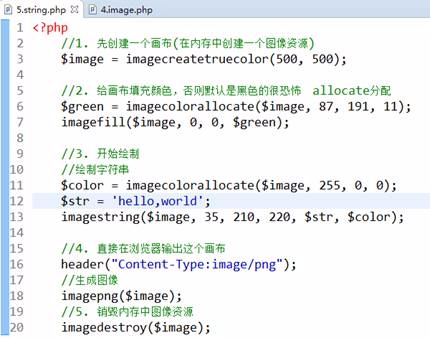 5.string.php 4.image.php
1 <?php
2 //1. 先创建一个画布(在内存中创建一个图像资源)
3 $image = imagecreatetruecolor(500, 500);
4
5 //2. 给画布填充颜色，否则默认是黑色的很恐怖 allocate分配
6 $green = imagecolorallocate($image, 87, 191, 11);
7 imagefill($image, 0, 0, $green);
8
9 //3. 开始绘制
10 //绘制字符串
11 $color = imagecolorallocate($image, 255, 0, 0);
12 $str = 'hello,world';
13 imagestring($image, 35, 210, 220, $str, $color);
14
15 //4. 直接在浏览器输出这个画布
16 header("Content-Type:image/png");
17 //生成图像
18 imagepng($image);
19 //5. 销毁内存中图像资源
20 imagedestroy($image);